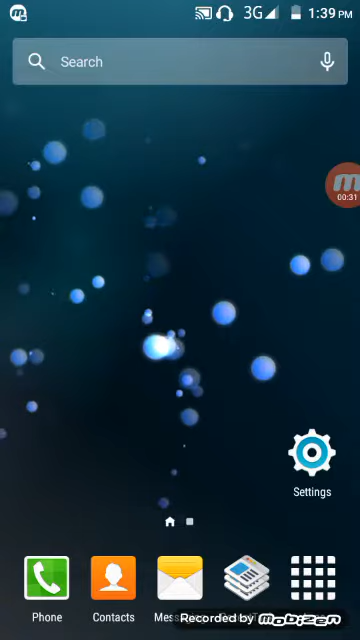 3G 1:39 PM
Search
00:31
Settings
Phone Contacts
Recorded by MOBIZEN